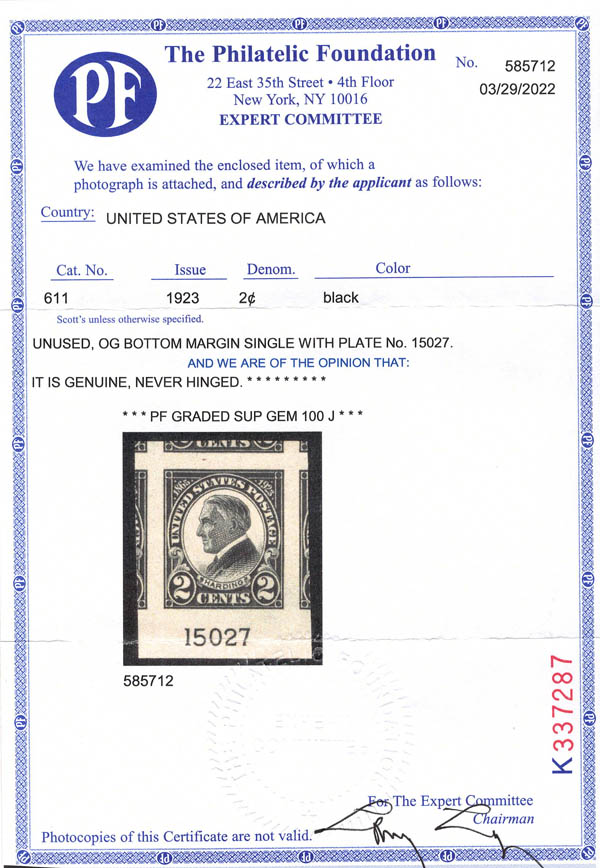 PF
The Philatelic Foundation
No. 585712
22 East 35th Street • 4th Floor
03/29/2022
New York, NY 10016
EXPERT COMMITTEE
We have examined the enclosed item, of which a
photograph is attached, and described by the applicant as follows:
Country: UNITED STATES OF AMERICA
Cat. No. Issue Denom. Color
611 1923 2¢ black
Scott's unless otherwise specified.
UNUSED, OG BOTTOM MARGIN SINGLE WITH PLATE No. 15027.
AND WE ARE OF THE OPINION THAT:
IT IS GENUINE, NEVER HINGED. * * * * * * * * *
* * * PF GRADED SUP GEM 100 J * * *
CENTS
1865 1923
UNITED STATES POSTAGE
HARDING
2 CENTS 2
15027
585712
K337287
For The Expert Committee
Chairman
Photocopies of this Certificate are not valid.